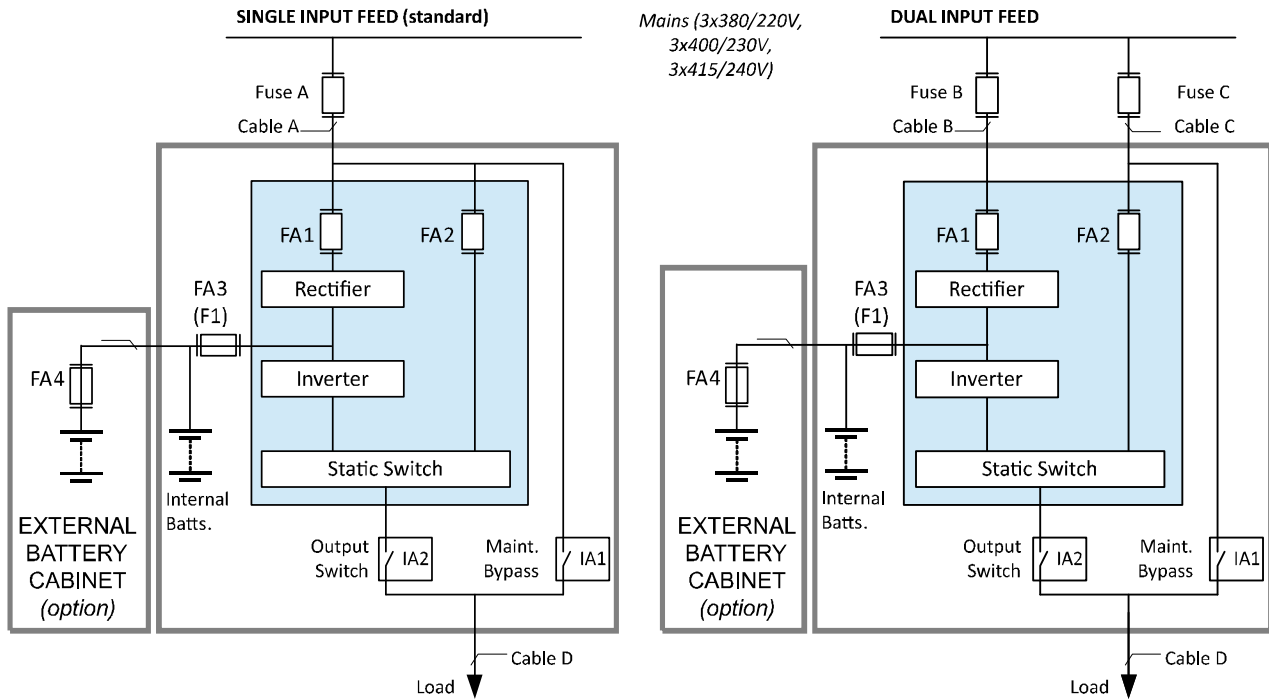 SINGLE INPUT FEED (standard)
Mains (3x380/220V,
3x400/230V,
3x415/240V)
DUAL INPUT FEED
Fuse A
Cable A
FA1
FA2
Rectifier
FA3
(F1)
FA4
Inverter
Static Switch
Internal
Batts.
EXTERNAL
BATTERY
CABINET
(option)
Output
Switch
IA2
Maint.
Bypass
IA1
Cable D
Load
Fuse B
Fuse C
Cable B
Cable C
FA1
FA2
Rectifier
FA3
(F1)
FA4
Inverter
Static Switch
Internal
Batts.
EXTERNAL
BATTERY
CABINET
(option)
Output
Switch
IA2
Maint.
Bypass
IA1
Cable D
Load